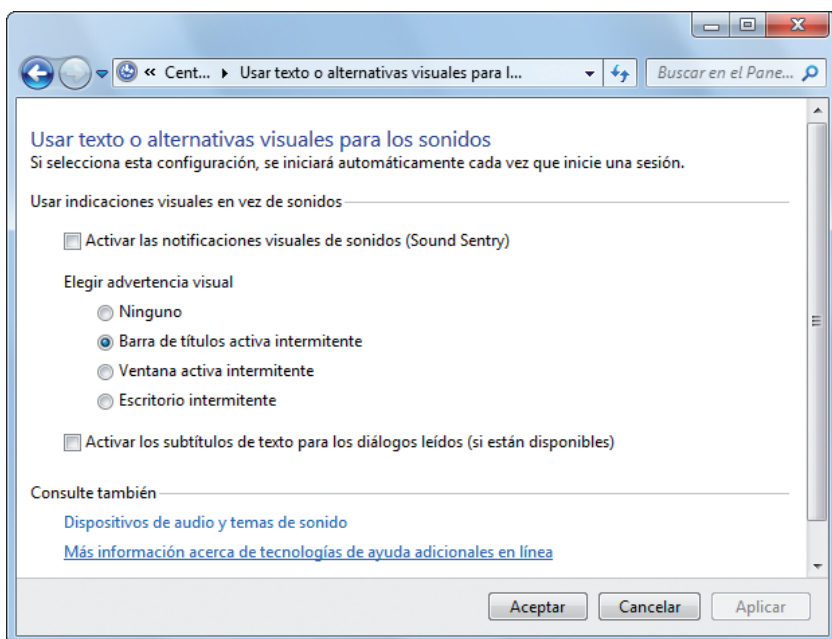 « Cent... Usar texto o alternativas visuales para l... Buscar en el Pane...
Usar texto o alternativas visuales para los sonidos
Si selecciona esta configuración, se iniciará automáticamente cada vez que inicie una sesión.
Usar indicaciones visuales en vez de sonidos
Activar las notificaciones visuales de sonidos (Sound Sentry)
Elegir advertencia visual
Ninguno
Barra de títulos activa intermitente
Ventana activa intermitente
Escritorio intermitente
Activar los subtítulos de texto para los diálogos leídos (si están disponibles)
Consulte también
Dispositivos de audio y temas de sonido
Más información acerca de tecnologías de ayuda adicionales en línea
Aceptar Cancelar Aplicar